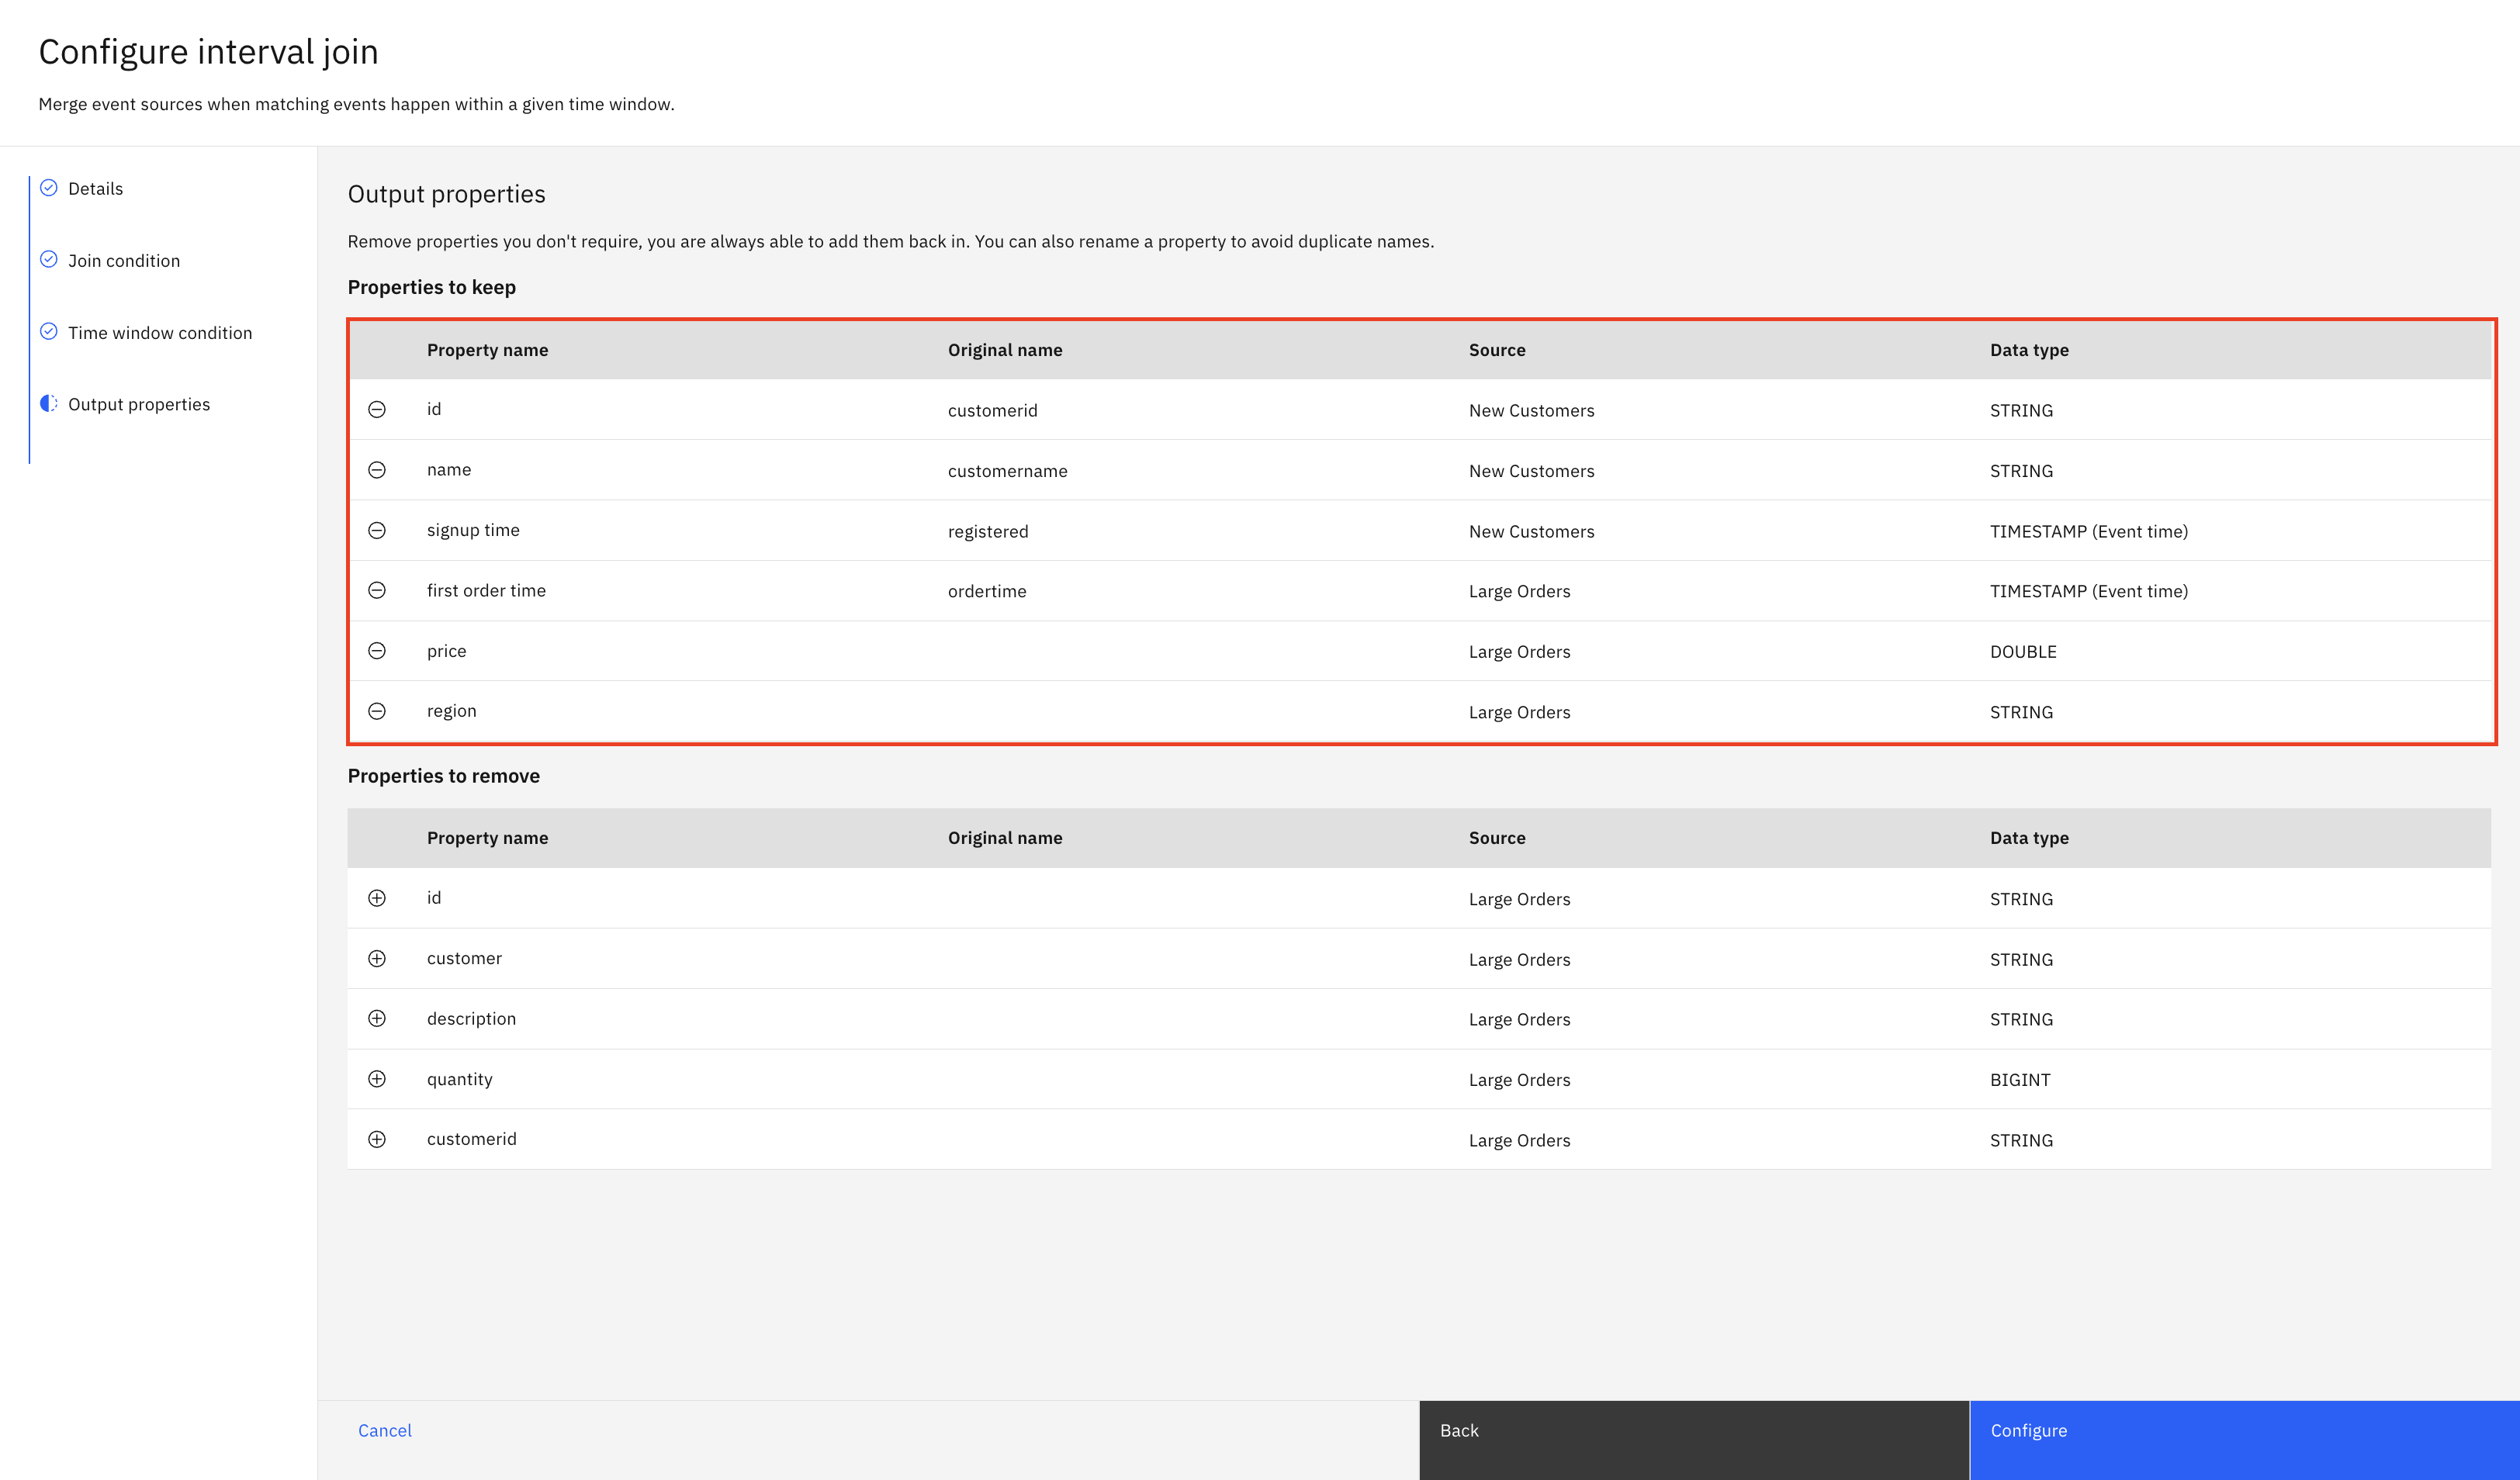 Configure interval join
Merge event sources when matching events happen within a given time window.
Details
Join condition
Time window condition
Output properties
Output properties
Remove properties you don't require, you are always able to add them back in. You can also rename a property to avoid duplicate names.
Properties to keep
Property name Original name Source Data type
id customerid New Customers STRING
name customername New Customers STRING
signup time registered New Customers TIMESTAMP (Event time)
first order time ordertime Large Orders TIMESTAMP (Event time)
price Large Orders DOUBLE
region Large Orders STRING
Properties to remove
Property name Original name Source Data type
id Large Orders STRING
customer Large Orders STRING
description Large Orders STRING
quantity Large Orders BIGINT
customerid Large Orders STRING
Cancel Back Configure